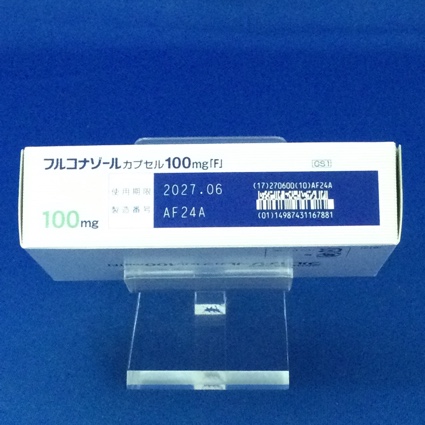 フルコナゾールカプセル100mg「F」 GS1
使用期限 2027.06
製造番号 AF24A
(17)270600(10)AF24A
(01)14987431167881
100mg